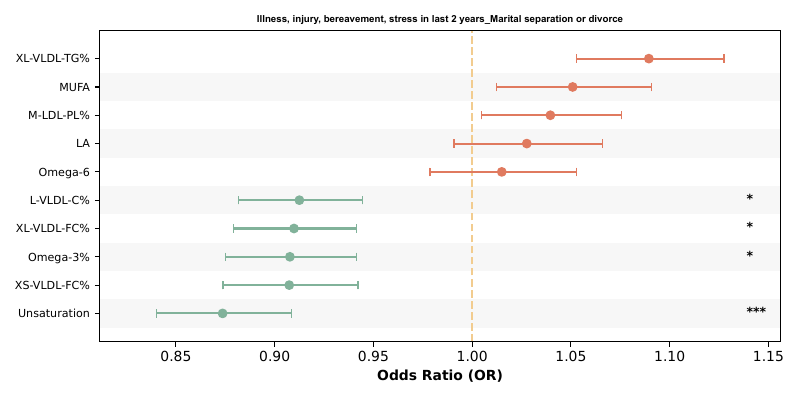 Illness, injury, bereavement, stress in last 2 years_Marital separation or divorce
XL-VLDL-TG%
MUFA
M-LDL-PL%
LA
Omega-6
L-VLDL-C% *
XL-VLDL-FC% *
Omega-3% *
XS-VLDL-FC%
Unsaturation ***
0.85 0.90 0.95 1.00 1.05 1.10 1.15
Odds Ratio (OR)